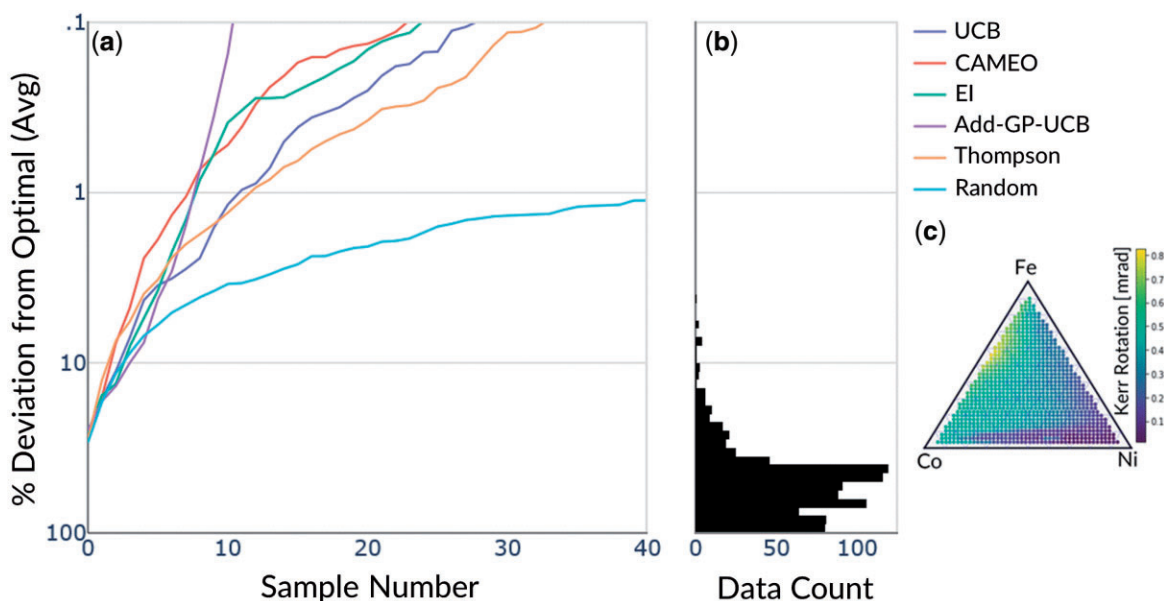 % Deviation from Optimal (Avg)
.1
1
10
100
(a)
0
10
20
30
40
Sample Number
(b)
0
50
100
Data Count
UCB
CAMEO
EI
Add-GP-UCB
Thompson
Random
(c)
Fe
Co
Ni
Kerr Rotation [mrad]
0.8
0.7
0.6
0.5
0.4
0.3
0.2
0.1